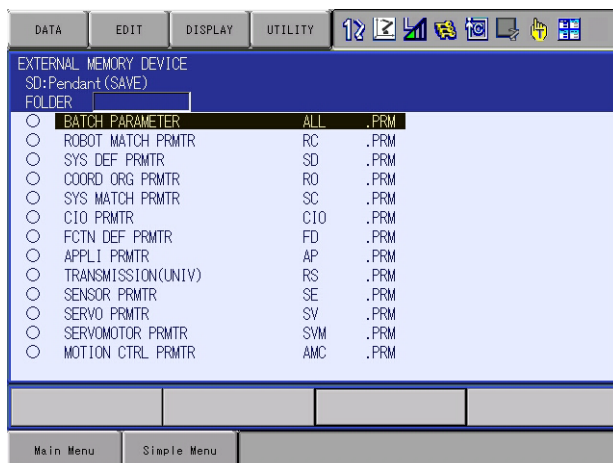 DATA EDIT DISPLAY UTILITY
EXTERNAL MEMORY DEVICE
SD:Pendant(SAVE)
FOLDER
BATCH PARAMETER ALL .PRM
ROBOT MATCH PRMTR RC .PRM
SYS DEF PRMTR SD .PRM
COORD ORG PRMTR RO .PRM
SYS MATCH PRMTR SC .PRM
CIO PRMTR CIO .PRM
FCTN DEF PRMTR FD .PRM
APPLI PRMTR AP .PRM
TRANSMISSION(UNIV) RS .PRM
SENSOR PRMTR SE .PRM
SERVO PRMTR SV .PRM
SERVOMOTOR PRMTR SVM .PRM
MOTION CTRL PRMTR AMC .PRM
Main Menu Simple Menu